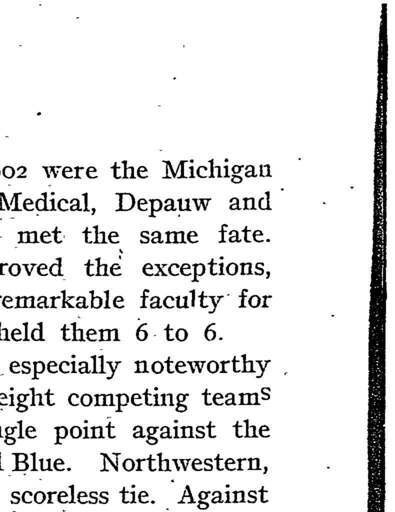 02 were the Michigan
Medical, Depauw and
met the same fate.
roved the exceptions,
remarkable faculty for
held them 6 to 6.
especially noteworthy
eight competing teams
gle point against the
Blue. Northwestern,
scoreless tie. Against